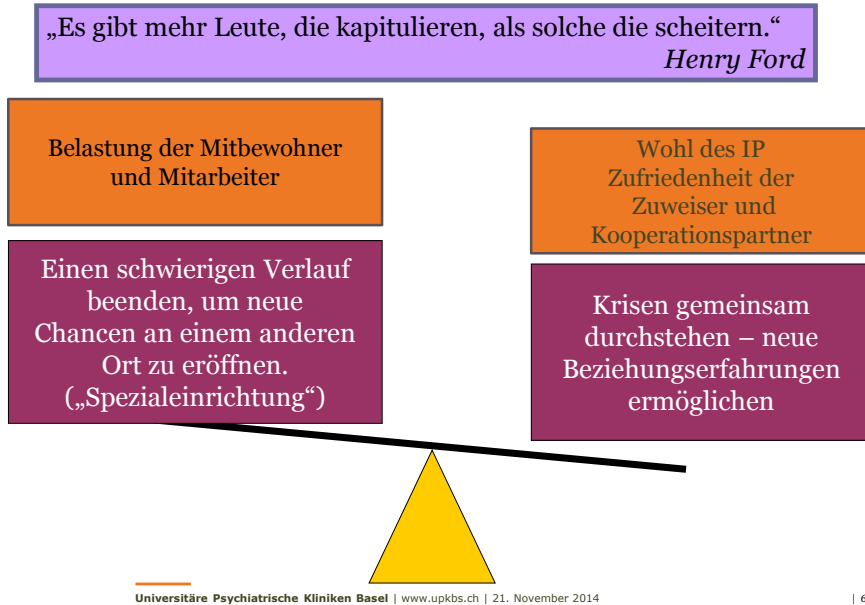 „Es gibt mehr Leute, die kapitulieren, als solche die scheitern.“
Henry Ford
Belastung der Mitbewohner
und Mitarbeiter
Einen schwierigen Verlauf
beenden, um neue
Chancen an einem anderen
Ort zu eröffnen.
(„Spezialeinrichtung“)
Wohl des IP
Zufriedenheit der
Zuweiser und
Kooperationspartner
Krisen gemeinsam
durchstehen – neue
Beziehungserfahrungen
ermöglichen
Universitäre Psychiatrische Kliniken Basel | www.upkbs.ch | 21. November 2014 |